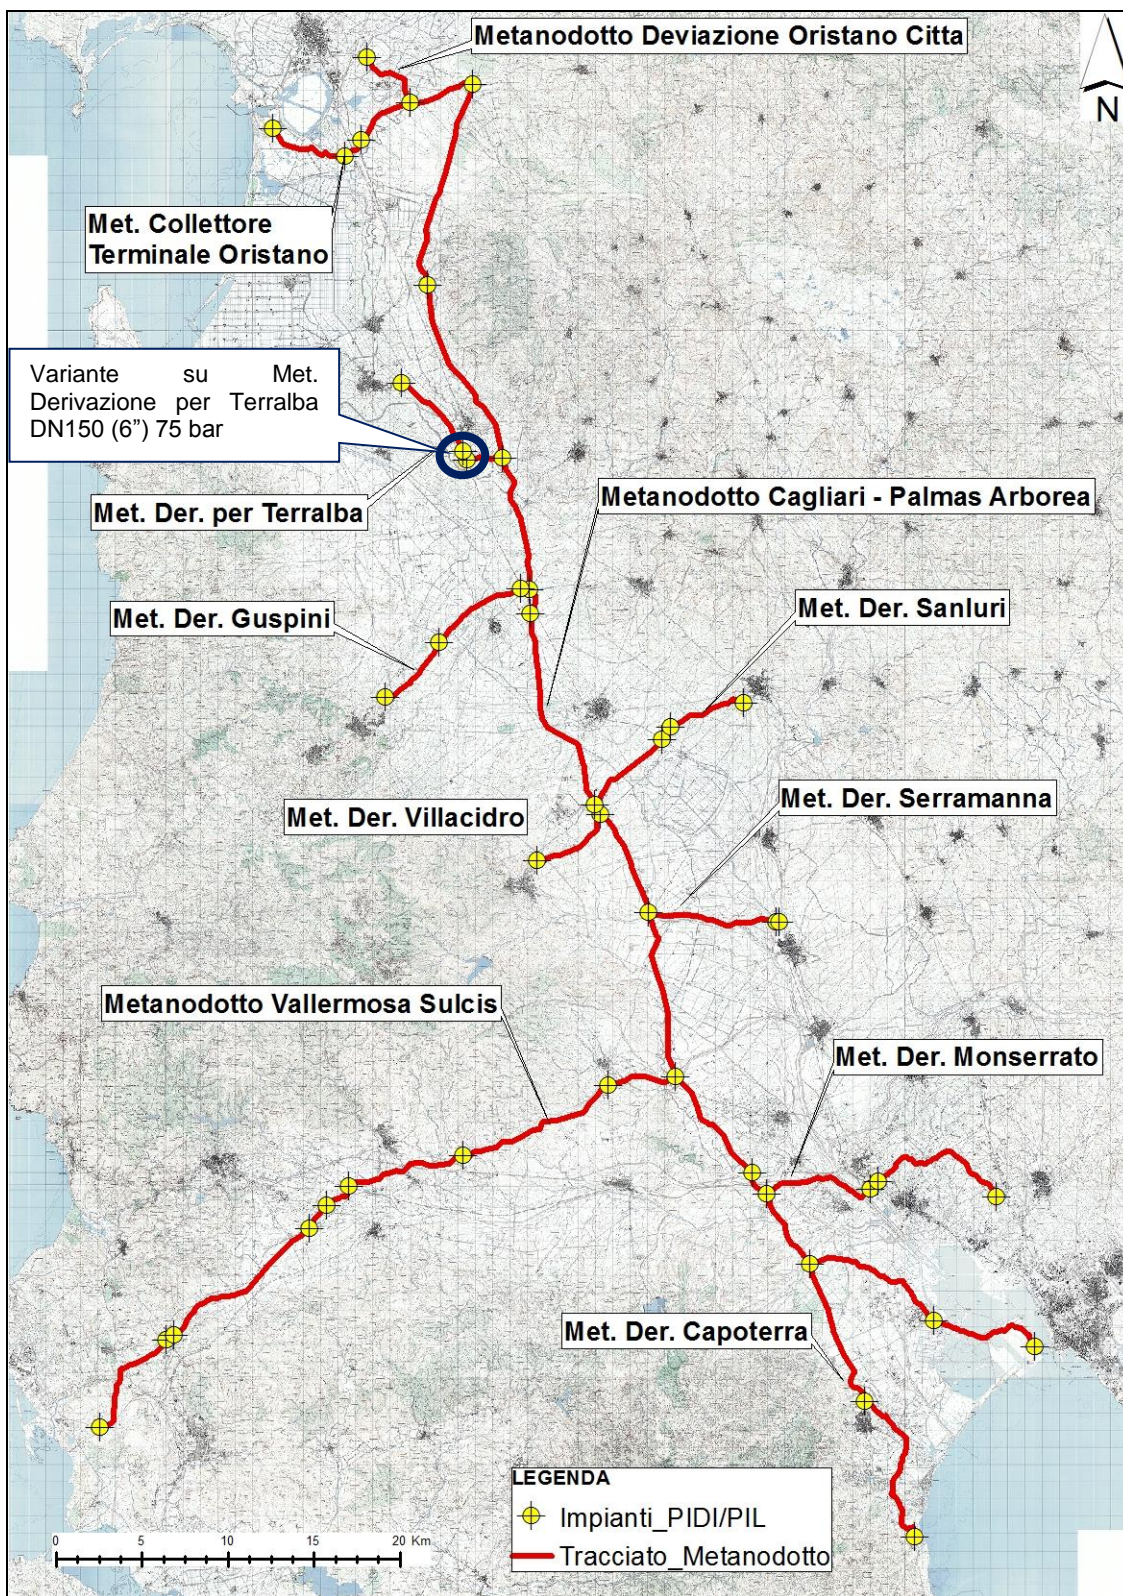 Metanodotto Deviazione Oristano Citta
N
Met. Collettore
Terminale Oristano
Variante su Met.
Derivazione per Terralba
DN150 (6”) 75 bar
Met. Der. per Terralba
Metanodotto Cagliari - Palmas Arborea
Met. Der. Guspini
Met. Der. Sanluri
Met. Der. Villacidro
Met. Der. Serramanna
Metanodotto Vallermosa Sulcis
Met. Der. Monserrato
Met. Der. Capoterra
LEGENDA
Impianti_PIDI/PIL
Tracciato_Metanodotto
0 5 10 15 20 Km